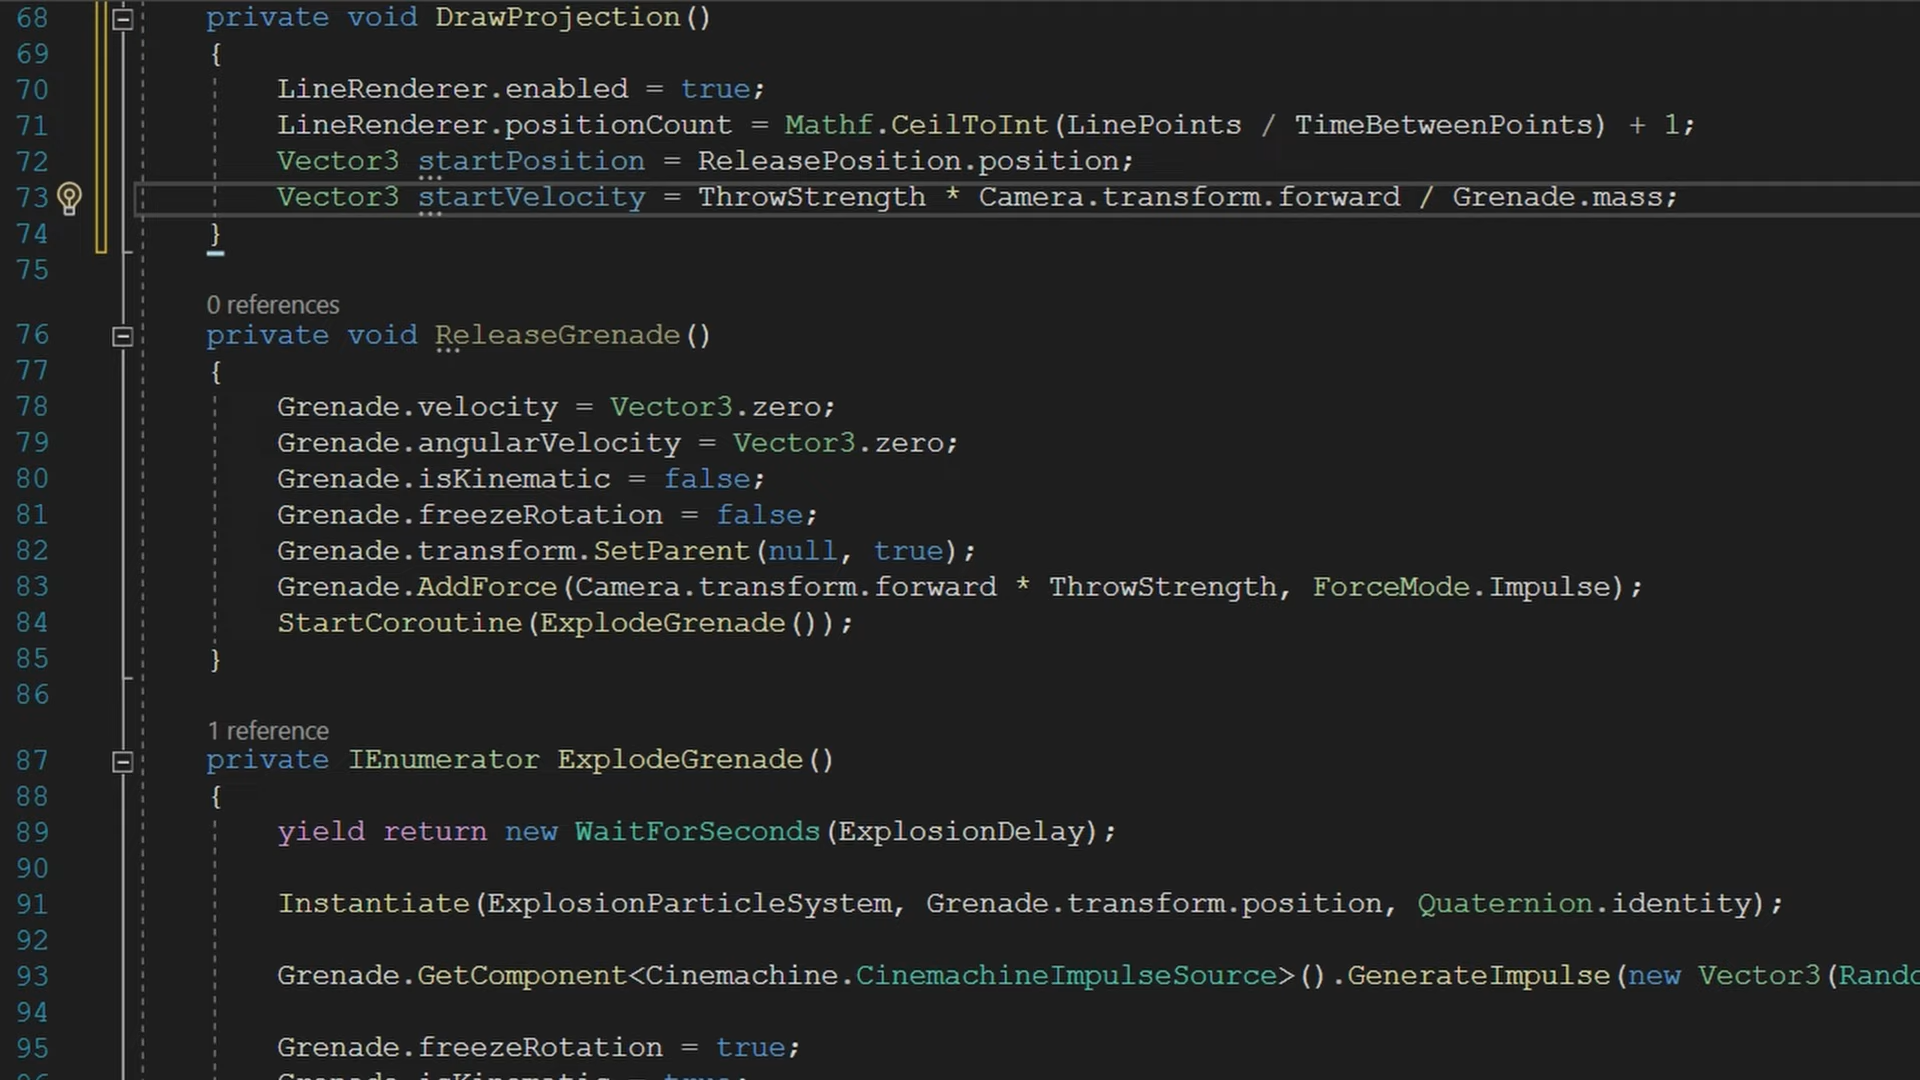 68 private void DrawProjection()
69 {
70 LineRenderer.enabled = true;
71 LineRenderer.positionCount = Mathf.CeilToInt(LinePoints / TimeBetweenPoints) + 1;
72 Vector3 startPosition = ReleasePosition.position;
73 Vector3 startVelocity = ThrowStrength * Camera.transform.forward / Grenade.mass;
74 }
75
0 references
76 private void ReleaseGrenade()
77 {
78 Grenade.velocity = Vector3.zero;
79 Grenade.angularVelocity = Vector3.zero;
80 Grenade.isKinematic = false;
81 Grenade.freezeRotation = false;
82 Grenade.transform.SetParent(null, true);
83 Grenade.AddForce(Camera.transform.forward * ThrowStrength, ForceMode.Impulse);
84 StartCoroutine(ExplodeGrenade());
85 }
86
1 reference
87 private IEnumerator ExplodeGrenade()
88 {
89 yield return new WaitForSeconds(ExplosionDelay);
90
91 Instantiate(ExplosionParticleSystem, Grenade.transform.position, Quaternion.identity);
92
93 Grenade.GetComponent<Cinemachine.CinemachineImpulseSource>().GenerateImpulse(new Vector3(Rando
94
95 Grenade.freezeRotation = true;